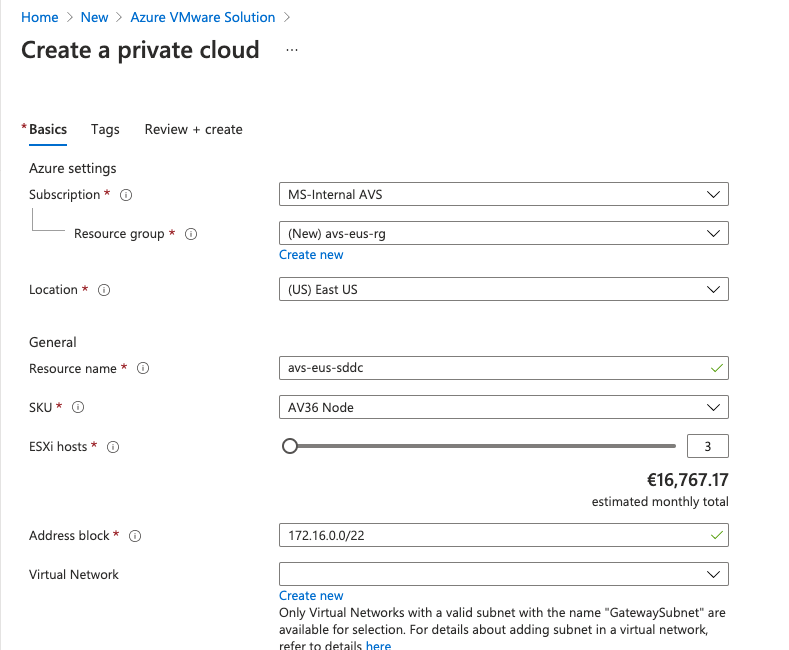 Home > New > Azure VMware Solution >
Create a private cloud ...
* Basics Tags Review + create
Azure settings
Subscription * MS-Internal AVS
Resource group * (New) avs-eus-rg
Create new
Location * (US) East US
General
Resource name * avs-eus-sddc
SKU * AV36 Node
ESXi hosts * 3
€16,767.17
estimated monthly total
Address block * 172.16.0.0/22
Virtual Network
Create new
Only Virtual Networks with a valid subnet with the name "GatewaySubnet" are
available for selection. For details about adding subnet in a virtual network,
refer to details here